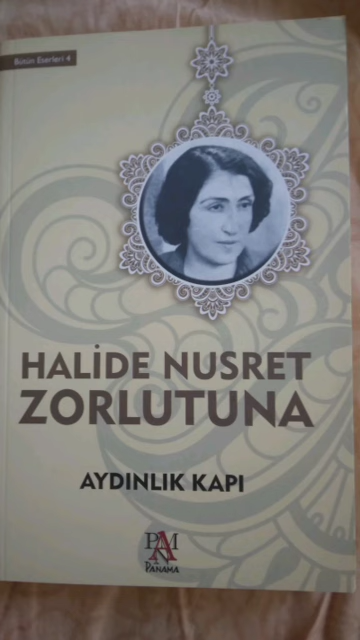 Bütün Eserleri 4
HALİDE NUSRET
ZORLUTUNA
AYDINLIK KAPI
PANAMA